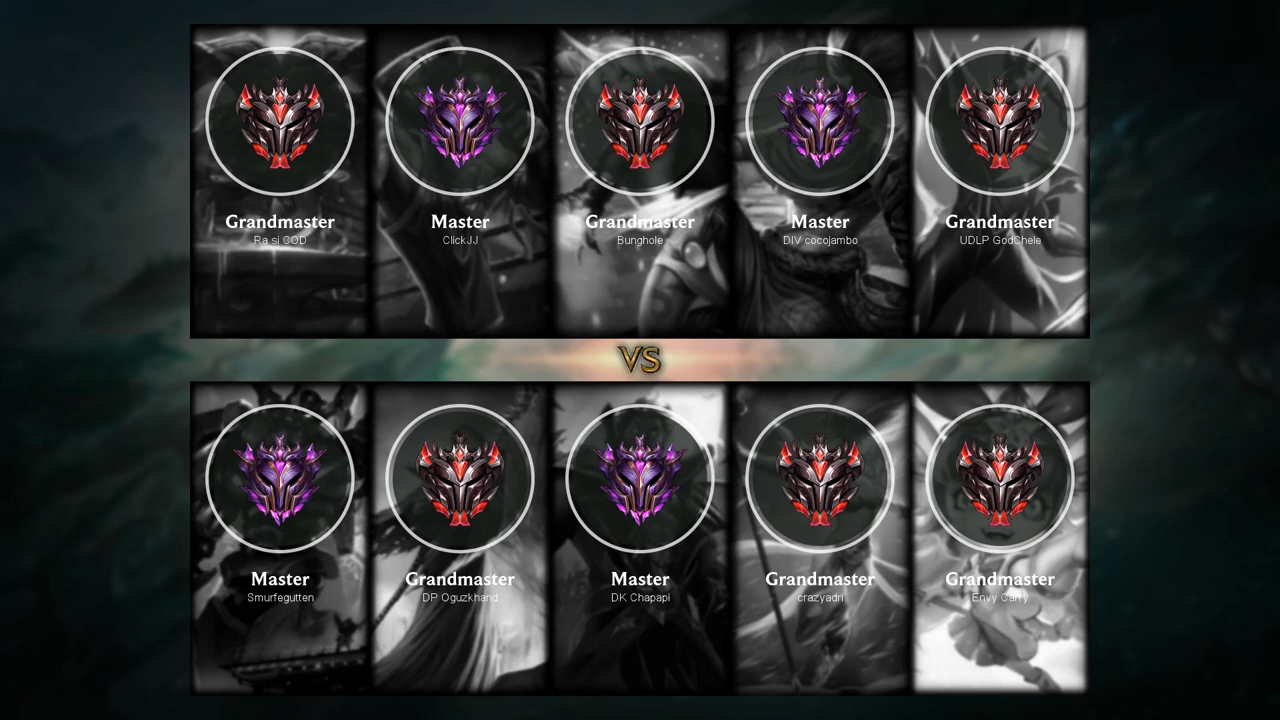 Grandmaster
Ra si COD
Master
ClickJJ
Grandmaster
Bunghole
Master
DIV cocojambo
Grandmaster
UDLP GodChele
VS
Master
Smurfegutten
Grandmaster
DP Oguzkhand
Master
DK Chapapi
Grandmaster
crazyadri
Grandmaster
Envy Carry